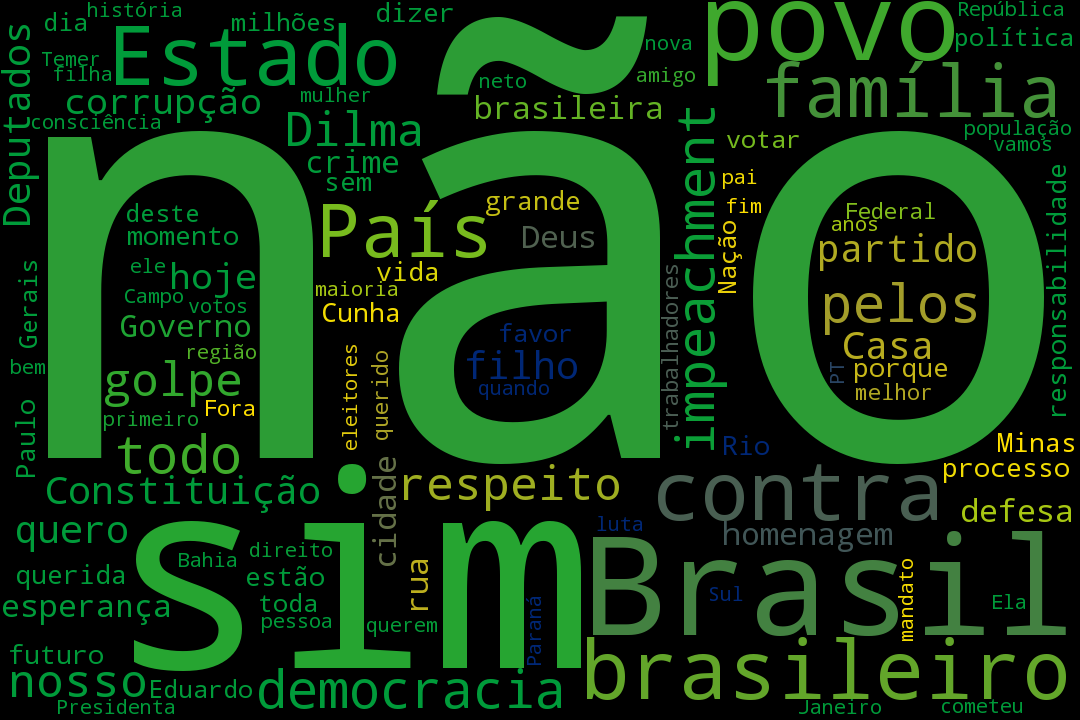 história
dia
milhões
dizer
povo
República
Estado
nova
política
Temer
filha
neto
amigo
família
corrupção
mulher
brasileira
consciência
Dilma
votar
população
vamos
Deputados
crime
sem
impeachment
pai
não
deste
momento
País
grande
Deus
fim
Federal
anos
partido
Nação
responsabilidade
ele
hoje
vida
Campo
votos
maioria
Cunha
pelos
Gerais
Governo
favor
trabalhadores
Casa
região
filho
quando
PT
porque
melhor
bem
golpe
Fora
eleitores
querido
primeiro
Paulo
todo
Rio
Minas
processo
Constituição
respeito
contra
defesa
cidade
quero
homenagem
luta
sim
Brasil
Bahia
direito
querida
estão
rua
mandato
Sul
Ela
esperança
toda
pessoa
querem
Paraná
futuro
nosso
Eduardo
democracia
brasileiro
Presidenta
Janeiro
cometeu